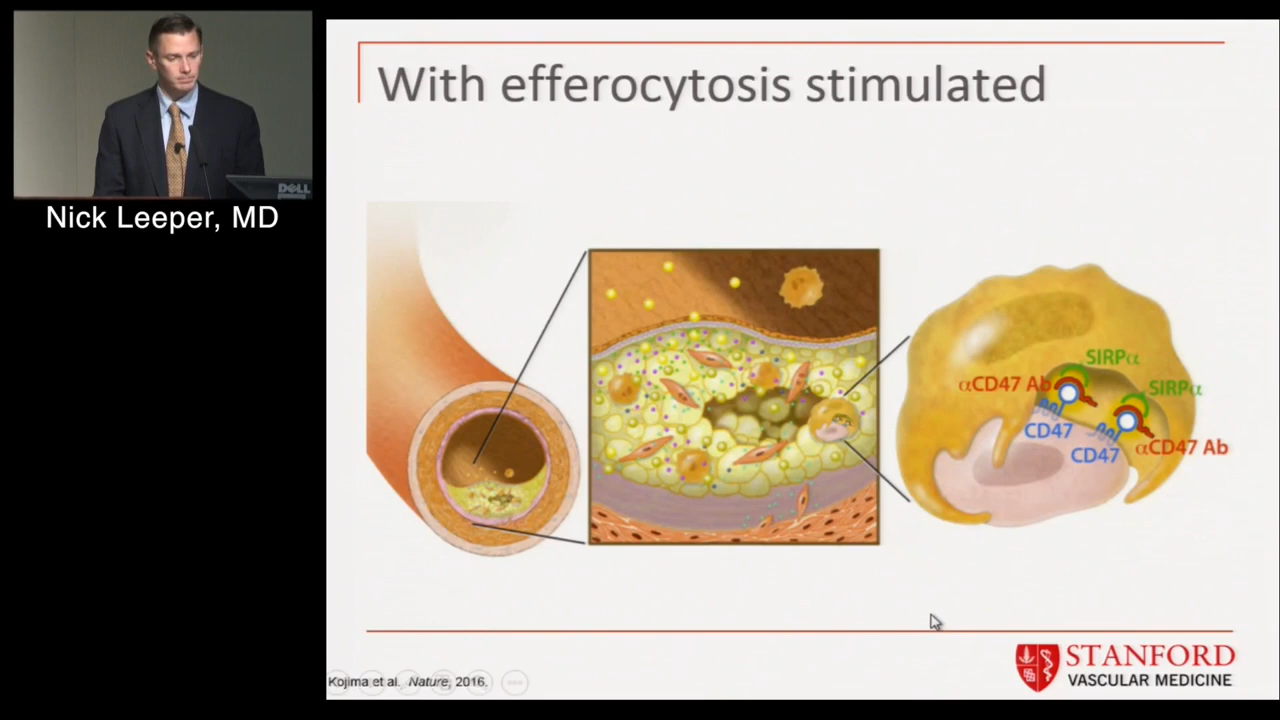 DELL
Nick Leeper, MD
With efferocytosis stimulated
SIRPα
αCD47 Ab
SIRPα
CD47
αCD47 Ab
CD47
Kojima et al. Nature, 2016.
STANFORD
VASCULAR MEDICINE